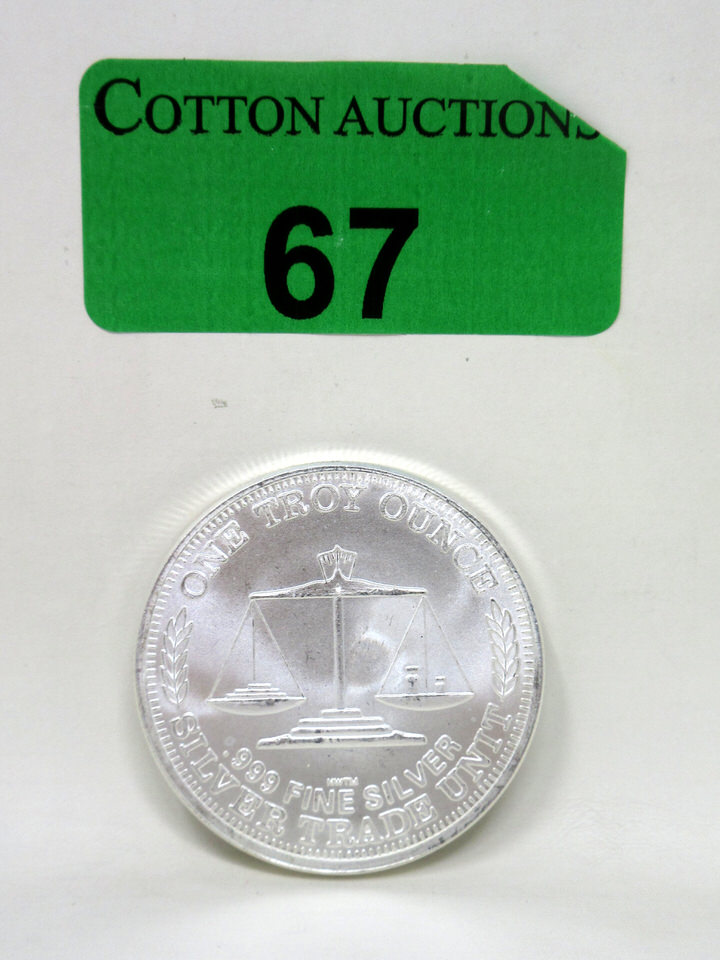 COTTON AUCTIONS
67
ONE TROY OUNCE
.999 FINE SILVER
SILVER TRADE UNIT